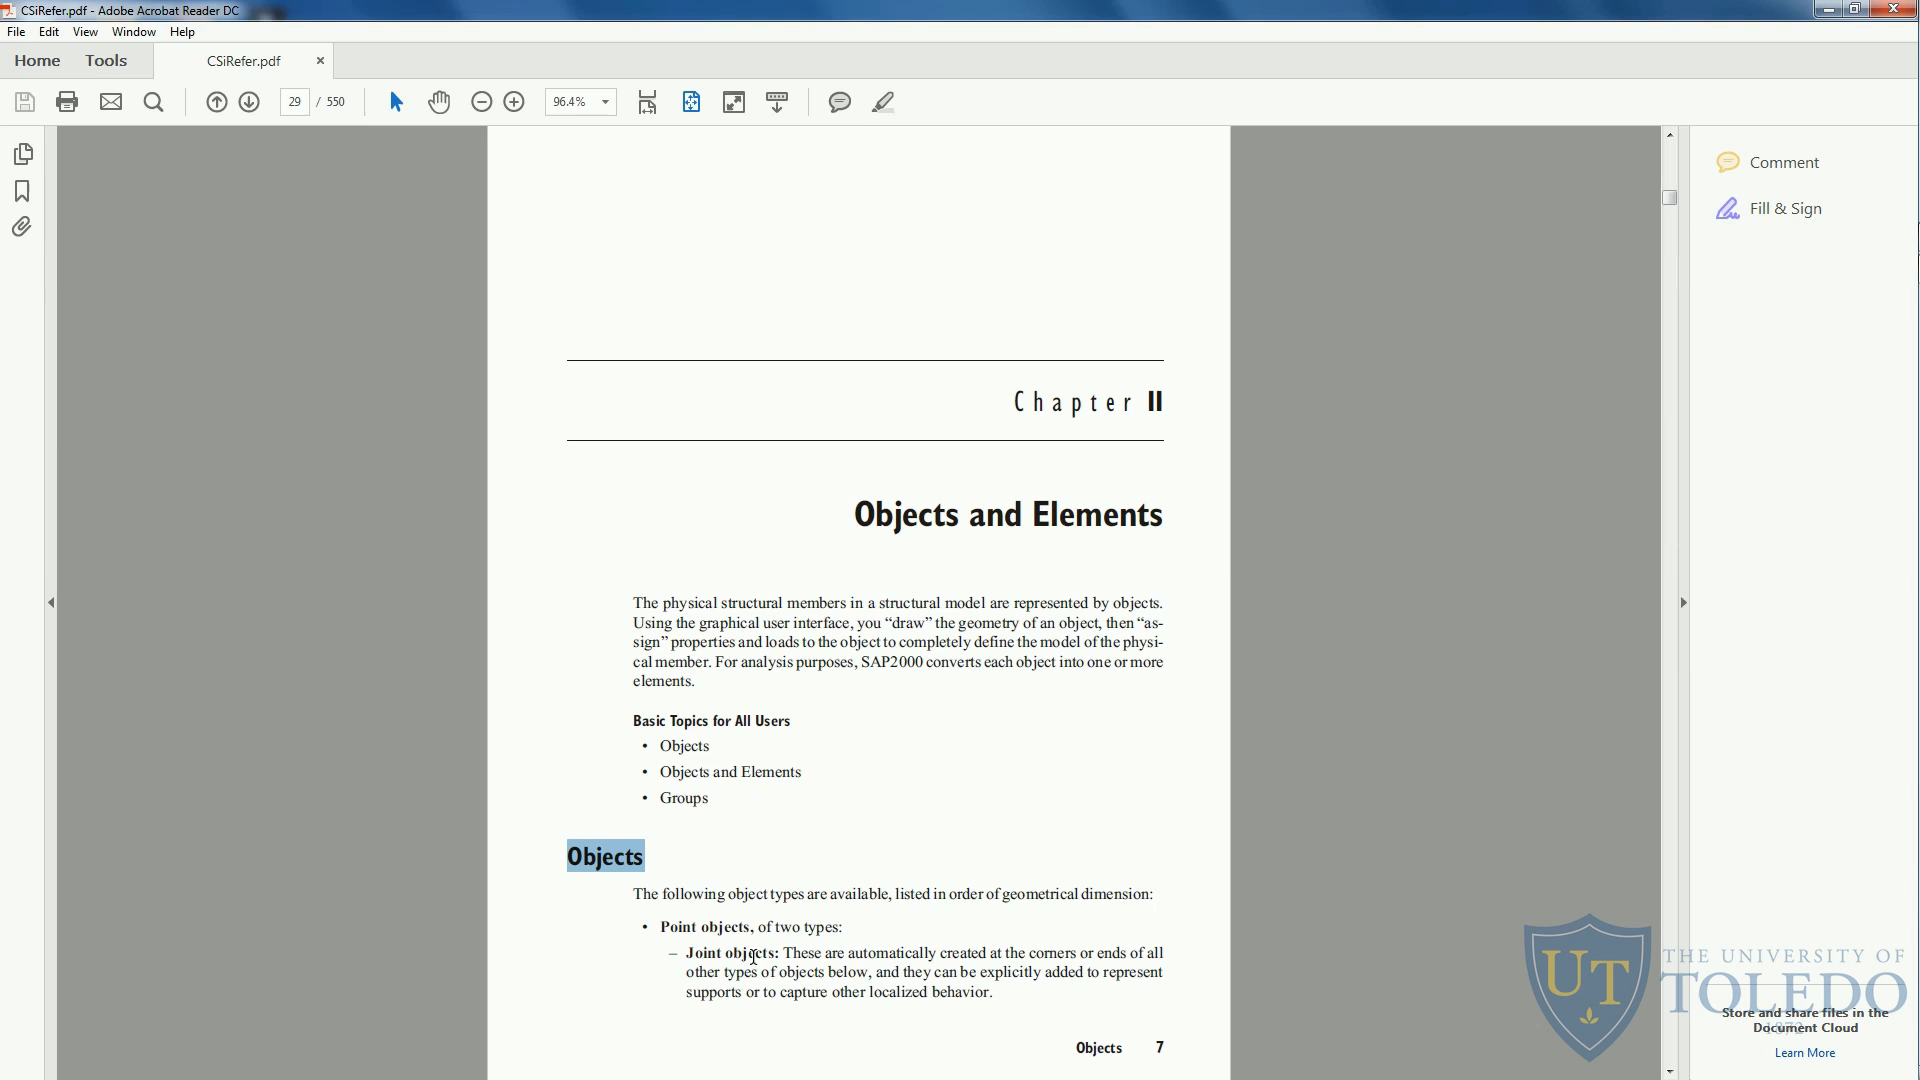 CSiRefer.pdf - Adobe Acrobat Reader DC
File Edit View Window Help
Home Tools CSiRefer.pdf ×
29 / 550 96.4%
Comment
Fill & Sign
Chapter II
Objects and Elements
The physical structural members in a structural model are represented by objects.
Using the graphical user interface, you “draw” the geometry of an object, then “as-
sign” properties and loads to the object to completely define the model of the physi-
cal member. For analysis purposes, SAP2000 converts each object into one or more
elements.
Basic Topics for All Users
• Objects
• Objects and Elements
• Groups
Objects
The following object types are available, listed in order of geometrical dimension:
• Point objects, of two types:
– Joint objects: These are automatically created at the corners or ends of all
other types of objects below, and they can be explicitly added to represent
supports or to capture other localized behavior.
Objects 7
UT
THE UNIVERSITY OF
TOLEDO
1872
Store and share files in the
Document Cloud
Learn More